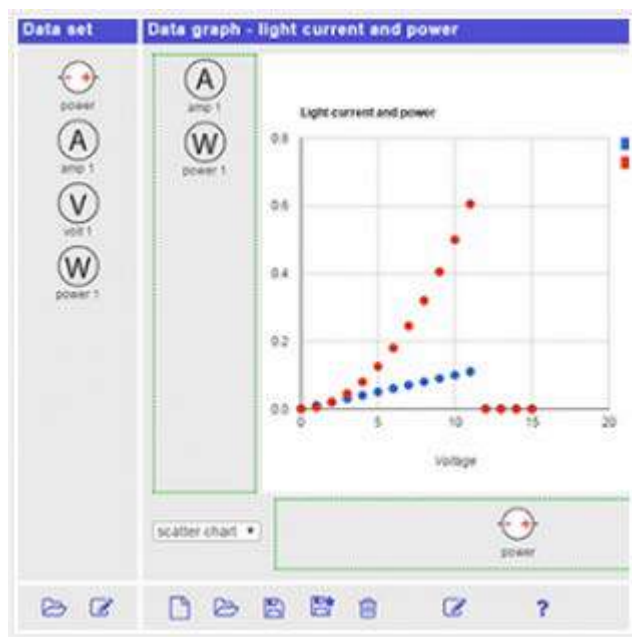 Data set
power
A
amp 1
V
volt 1
W
power 1
Data graph - light current and power
A
amp 1
W
power 1
Light current and power
0.8
0.6
0.4
0.2
0.0
0
5
10
15
20
Voltage
scatter chart
power
?